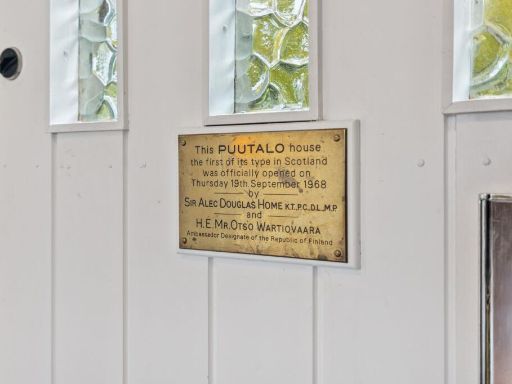 This PUUTALO house
the first of its type in Scotland
was officially opened on
Thursday 19th September 1968
by
SIR ALEC DOUGLAS HOME K.T.,P.C.,D.L.,M.P
and
H.E. MR. OTSO WARTIOVAARA
Ambassador Designate of the Republic of Finland